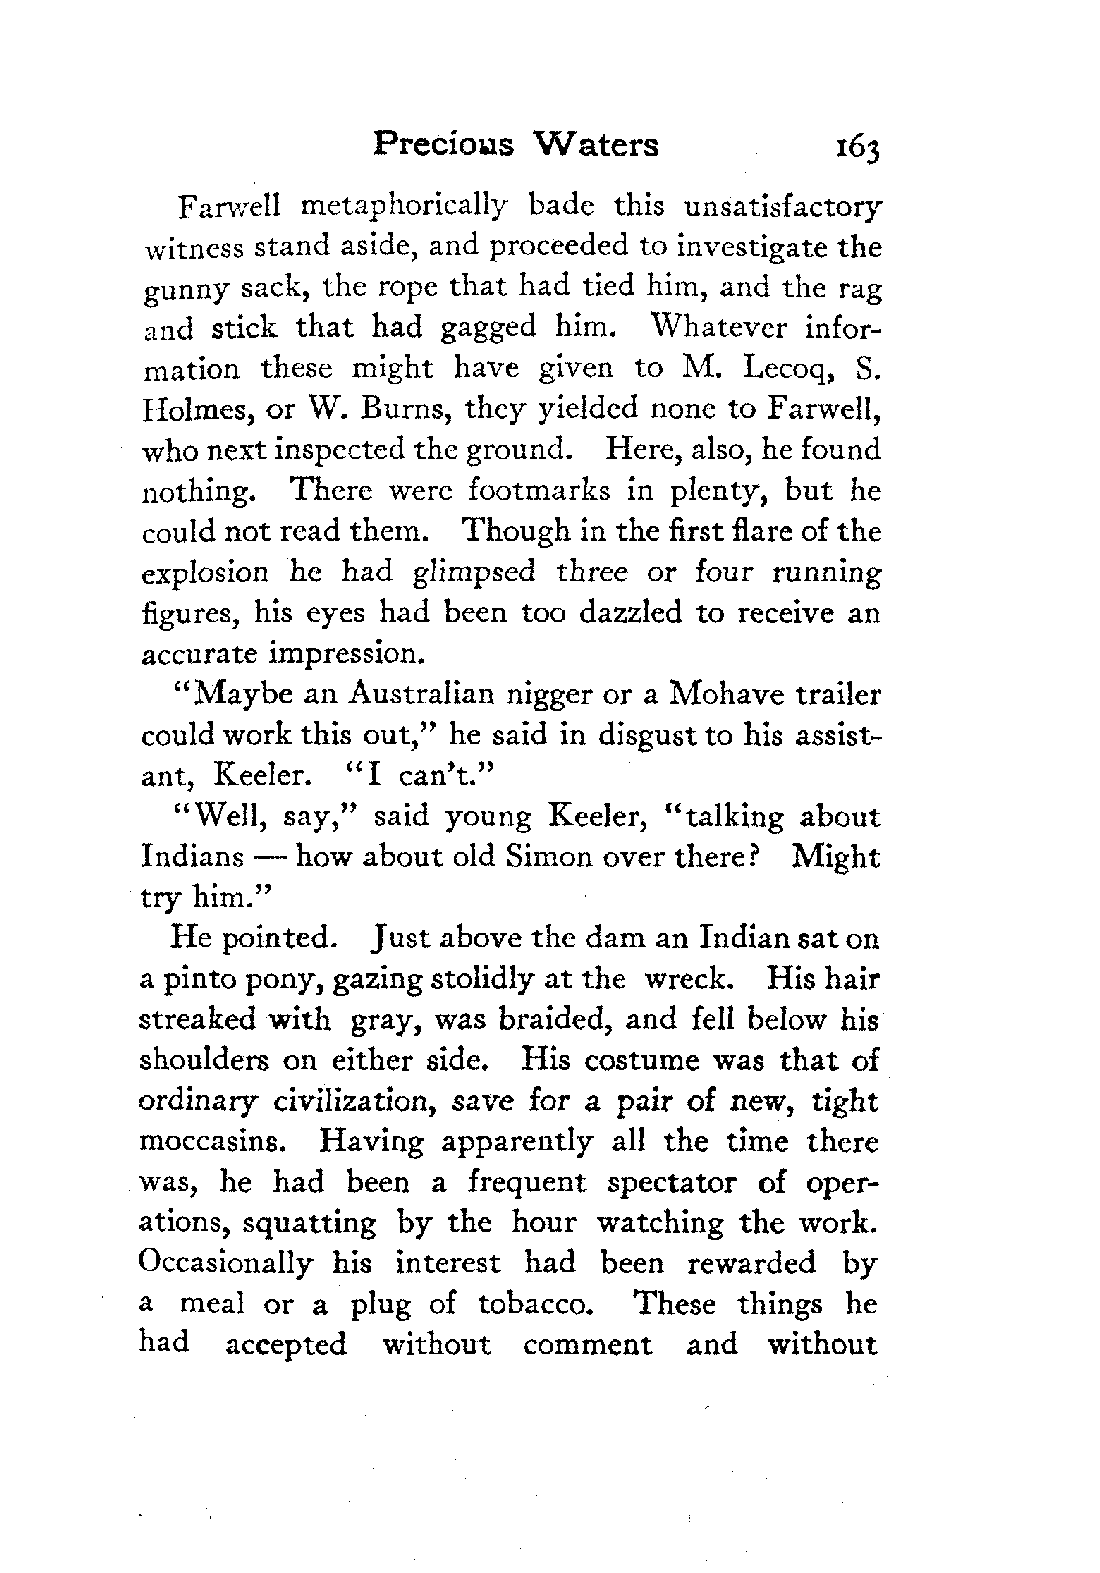 Precious Waters 163
Farwell metaphorically bade this unsatisfactory
witness stand aside, and proceeded to investigate the
gunny sack, the rope that had tied him, and the rag
and stick that had gagged him. Whatever infor-
mation these might have given to M. Lecoq, S.
Holmes, or W. Burns, they yielded none to Farwell,
who next inspected the ground. Here, also, he found
nothing. There were footmarks in plenty, but he
could not read them. Though in the first flare of the
explosion he had glimpsed three or four running
figures, his eyes had been too dazzled to receive an
accurate impression.
"Maybe an Australian nigger or a Mohave trailer
could work this out," he said in disgust to his assist-
ant, Keeler. "I can't."
"Well, say," said young Keeler, "talking about
Indians — how about old Simon over there? Might
try him."
He pointed. Just above the dam an Indian sat on
a pinto pony, gazing stolidly at the wreck. His hair
streaked with gray, was braided, and fell below his
shoulders on either side. His costume was that of
ordinary civilization, save for a pair of new, tight
moccasins. Having apparently all the time there
was, he had been a frequent spectator of oper-
ations, squatting by the hour watching the work.
Occasionally his interest had been rewarded by
a meal or a plug of tobacco. These things he
had accepted without comment and without